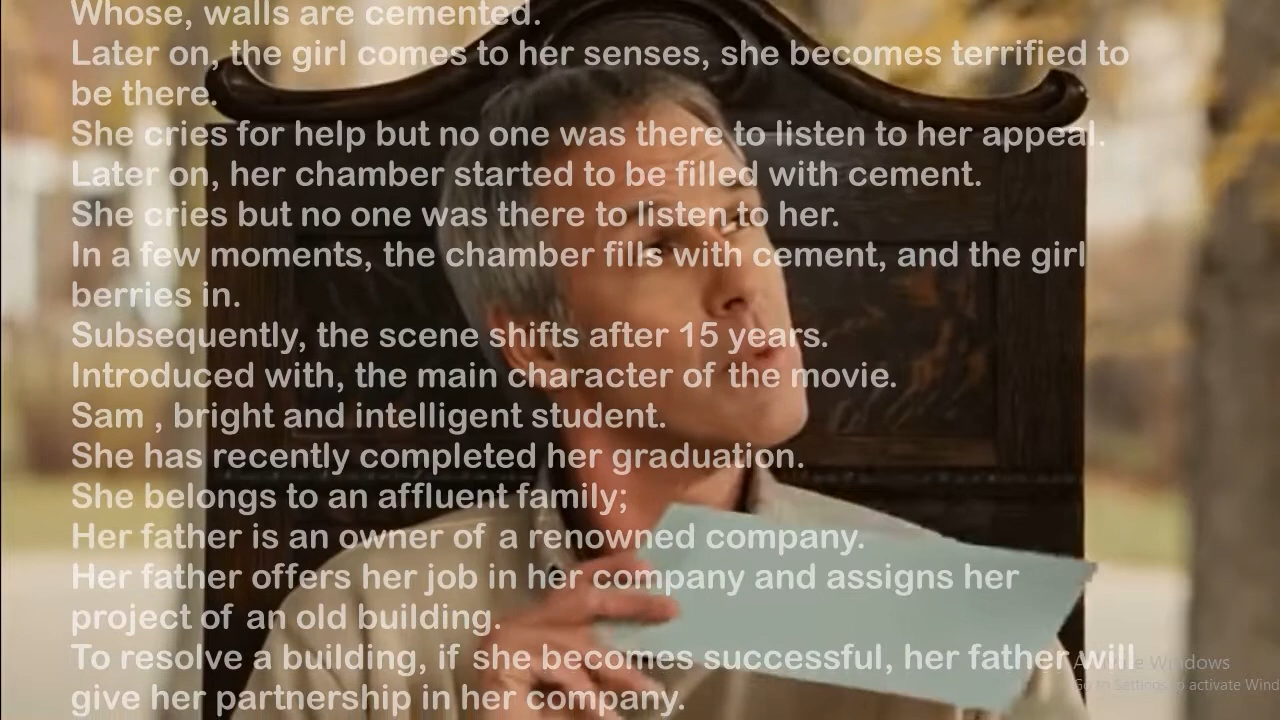 Whose, walls are cemented.
Later on, the girl comes to her senses, she becomes terrified to
be there.
She cries for help but no one was there to listen to her appeal.
Later on, her chamber started to be filled with cement.
She cries but no one was there to listen to her.
In a few moments, the chamber fills with cement, and the girl
berries in.
Subsequently, the scene shifts after 15 years.
Introduced with, the main character of the movie.
Sam , bright and intelligent student.
She has recently completed her graduation.
She belongs to an affluent family;
Her father is an owner of a renowned company.
Her father offers her job in her company and assigns her
project of an old building.
To resolve a building, if she becomes successful, her father will
give her partnership in her company.
Windows
Go to Settings to activate Wind